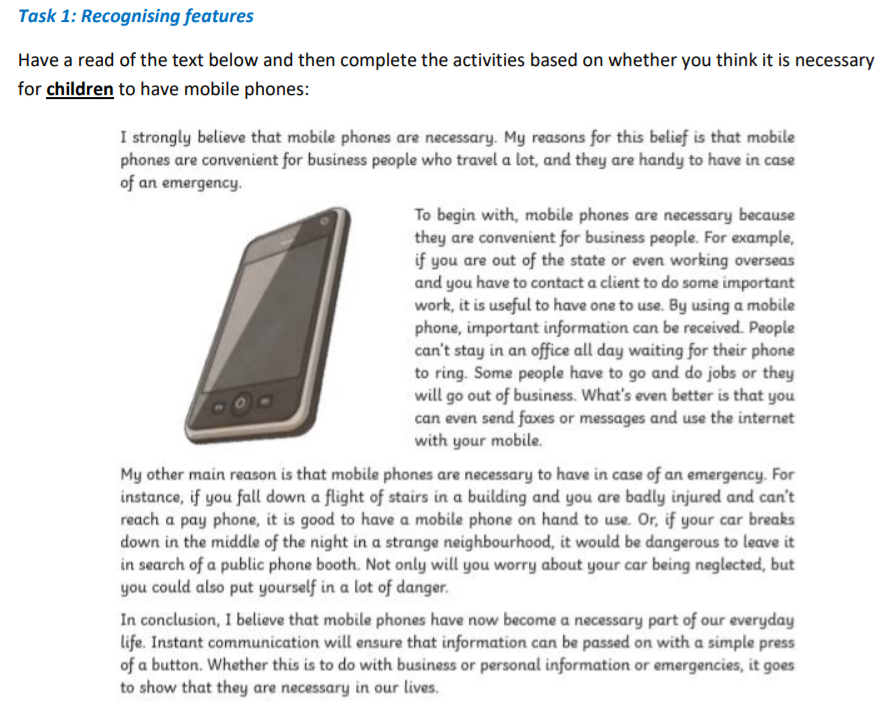 Task 1: Recognising features
Have a read of the text below and then complete the activities based on whether you think it is necessary
for children to have mobile phones:
I strongly believe that mobile phones are necessary. My reasons for this belief is that mobile
phones are convenient for business people who travel a lot, and they are handy to have in case
of an emergency.
To begin with, mobile phones are necessary because
they are convenient for business people. For example,
if you are out of the state or even working overseas
and you have to contact a client to do some important
work, it is useful to have one to use. By using a mobile
phone, important information can be received. People
can't stay in an office all day waiting for their phone
to ring. Some people have to go and do jobs or they
will go out of business. What's even better is that you
can even send faxes or messages and use the internet
with your mobile.
My other main reason is that mobile phones are necessary to have in case of an emergency. For
instance, if you fall down a flight of stairs in a building and you are badly injured and can't
reach a pay phone, it is good to have a mobile phone on hand to use. Or, if your car breaks
down in the middle of the night in a strange neighbourhood, it would be dangerous to leave it
in search of a public phone booth. Not only will you worry about your car being neglected, but
you could also put yourself in a lot of danger.
In conclusion, I believe that mobile phones have now become a necessary part of our everyday
life. Instant communication will ensure that information can be passed on with a simple press
of a button. Whether this is to do with business or personal information or emergencies, it goes
to show that they are necessary in our lives.